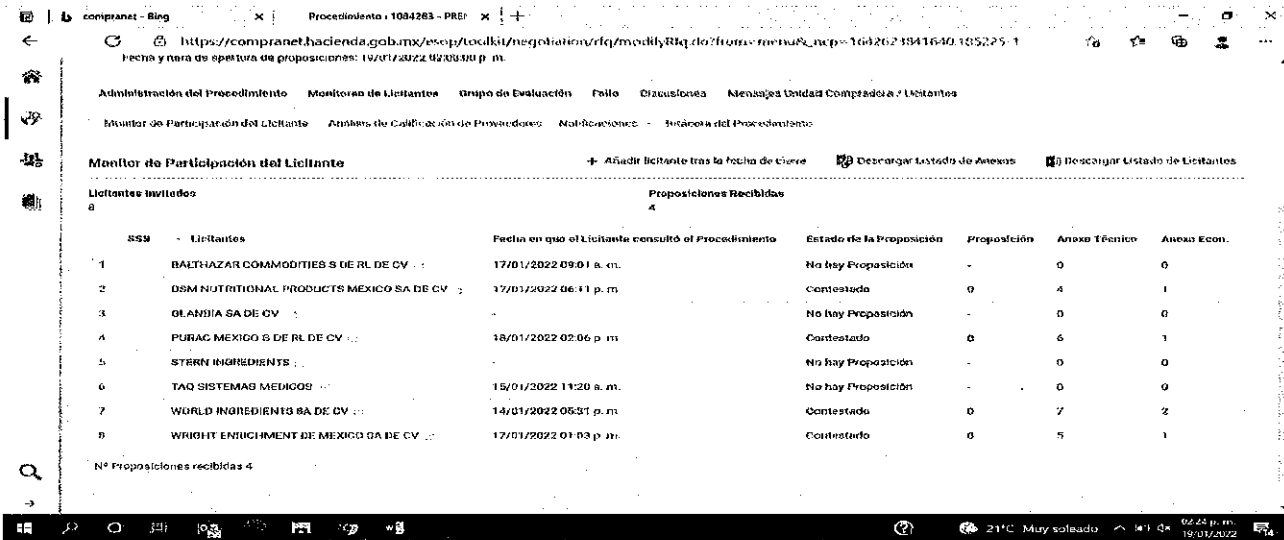 compranet - Bing
Procedimiento : 1084283 - PREF
https://compranet.hacienda.gob.mx/esop/toolkit/negotiation/rfq/modifyRfq.do?from=menu&_ncp=1642623841640.185225-1
Fecha y hora de apertura de proposiciones: 19/01/2022 02:00:00 p. m.
Administración del Procedimiento Monitoreo de Licitantes Grupo de Evaluación Fallo Discusiones Mensajes Unidad Compradora / Licitantes
Monitor de Participación del Licitante Análisis de Calificación de Proveedores Notificaciones Bitácora del Procedimiento
Monitor de Participación del Licitante + Añadir licitante tras la fecha de cierre Descargar Listado de Anexos Descargar Listado de Licitantes
Licitantes Invitados Proposiciones Recibidas
8 4
Licitantes Fecha en que el Licitante consultó el Procedimiento Estado de la Proposición Proposición Anexo Técnico Anexo Econ.
1 BALTHAZAR COMMODITIES S DE RL DE CV 17/01/2022 09:01 a. m. No hay Proposición - 0 0
2 DSM NUTRITIONAL PRODUCTS MEXICO SA DE CV 17/01/2022 06:11 p. m. Contestado 0 4 1
3 GLANBIA SA DE CV - No hay Proposición - 0 0
4 PURAC MEXICO S DE RL DE CV 18/01/2022 02:06 p. m. Contestado 0 6 1
5 STERN INGREDIENTS - No hay Proposición - 0 0
6 TAQ SISTEMAS MEDICOS 15/01/2022 11:20 a. m. No hay Proposición - 0 0
7 WORLD INGREDIENTS SA DE CV 14/01/2022 05:31 p. m. Contestado 0 7 2
8 WRIGHT ENRICHMENT DE MEXICO SA DE CV 17/01/2022 01:03 p. m. Contestado 0 5 1
Nº Proposiciones recibidas 4
21°C Muy soleado 02:24 p. m.
19/01/2022